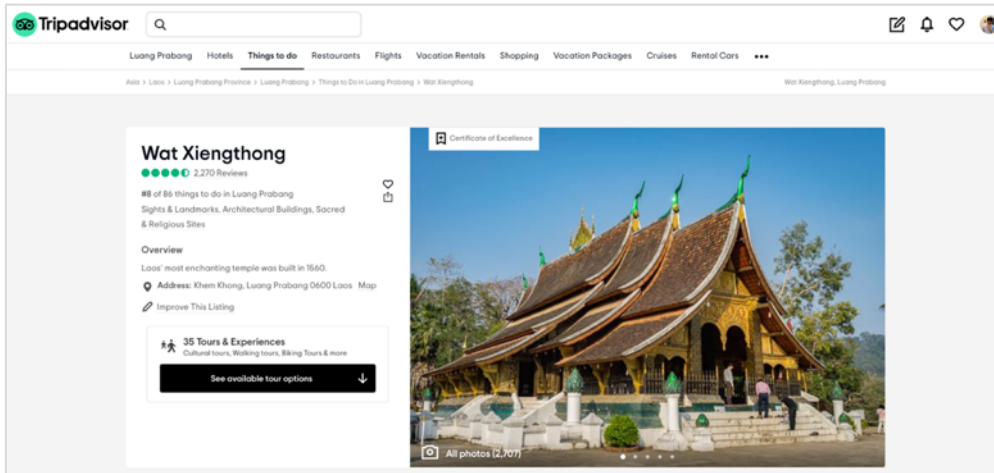 Tripadvisor
Luang Prabang Hotels Things to do Restaurants Flights Vacation Rentals Shopping Vacation Packages Cruises Rental Cars
Asia > Laos > Luang Prabang Province > Luang Prabang > Things to Do in Luang Prabang > Wat Xiengthong
Wat Xiengthong, Luang Prabang
Certificate of Excellence
Wat Xiengthong
2,270 Reviews
#8 of 86 things to do in Luang Prabang
Sights & Landmarks, Architectural Buildings, Sacred
& Religious Sites
Overview
Laos' most enchanting temple was built in 1560.
Address: Khem Khong, Luang Prabang 0600 Laos Map
Improve This Listing
35 Tours & Experiences
Cultural tours, Walking tours, Biking Tours & more
See available tour options
All photos (2,707)